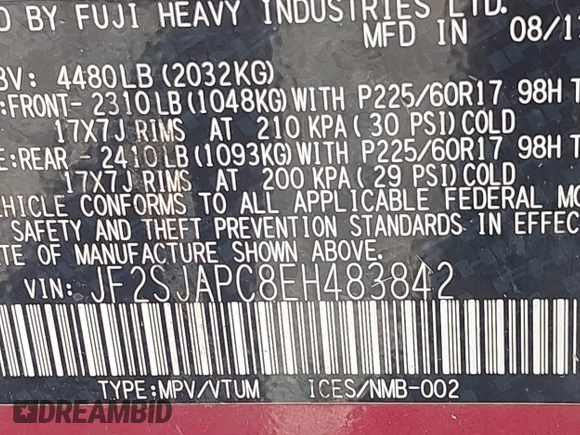 D BY FUJI HEAVY INDUSTRIES LTD.
MFD IN 08/1
BV: 4480LB (2032KG)
:FRONT- 2310LB (1048KG) WITH P225/60R17 98H T
17X7J RIMS AT 210 KPA ( 30 PSI) COLD
E:REAR - 2410LB (1093KG) WITH P225/60R17 98H T
17X7J RIMS AT 200 KPA ( 29 PSI) COLD
EHICLE CONFORMS TO ALL APPLICABLE FEDERAL MO
SAFETY AND THEFT PREVENTION STANDARDS IN EFFEC
ATE OF MANUFACTURE SHOWN ABOVE.
VIN: JF2SJAPC8EH483842
TYPE:MPV/VTUM ICES/NMB-002
DREAMBID